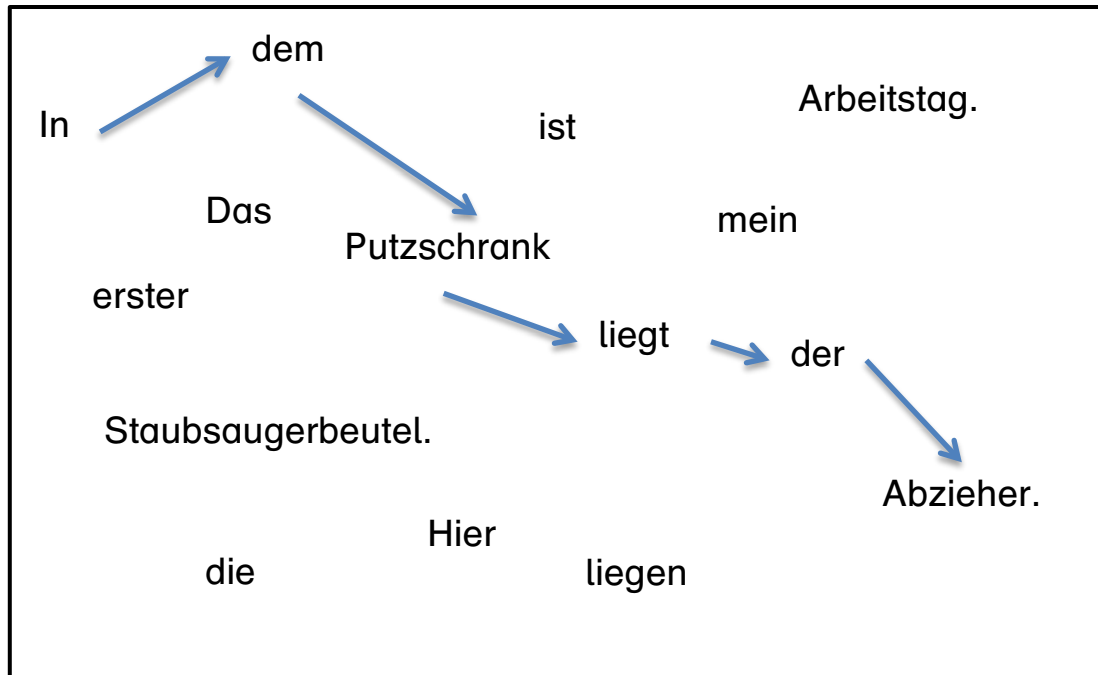 dem
Arbeitstag.
In
ist
Das
mein
Putzschrank
erster
liegt
der
Staubsaugerbeutel.
Abzieher.
Hier
die
liegen